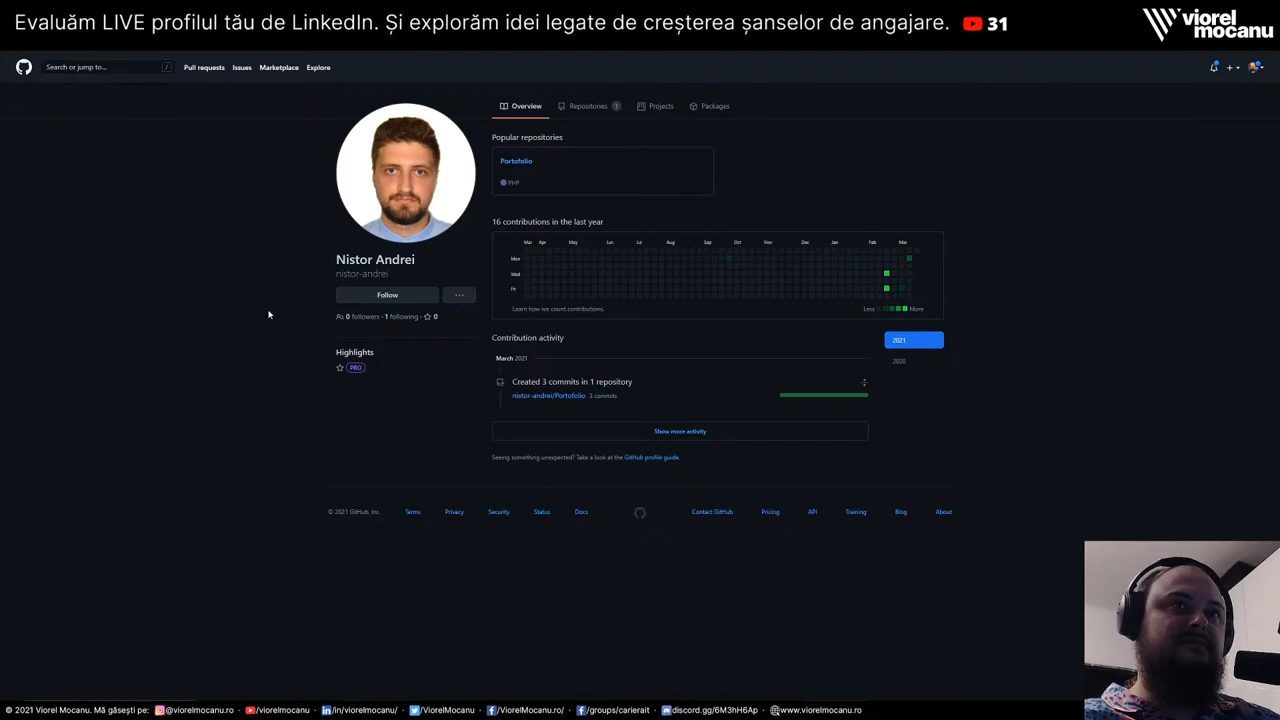 Evaluăm LIVE profilul tău de LinkedIn. Și explorăm idei legate de creșterea șanselor de angajare. 31
viorel mocanu
Search or jump to... / Pull requests Issues Marketplace Explore
Overview Repositories 1 Projects Packages
Popular repositories
Portofolio
PHP
16 contributions in the last year
Mar Apr May Jun Jul Aug Sep Oct Nov Dec Jan Feb Mar
Mon
Wed
Fri
Learn how we count contributions. Less More
Nistor Andrei
nistor-andrei
Follow ...
0 followers · 1 following · 0
Highlights
PRO
Contribution activity
2021
2020
March 2021
Created 3 commits in 1 repository
nistor-andrei/Portofolio 3 commits
Show more activity
Seeing something unexpected? Take a look at the GitHub profile guide.
© 2021 GitHub, Inc. Terms Privacy Security Status Docs Contact GitHub Pricing API Training Blog About
© 2021 Viorel Mocanu. Mă găsești pe: @viorelmocanu.ro · /viorelmocanu · /in/viorelmocanu/ · /ViorelMocanu · /ViorelMocanu.ro/ · /groups/carierait · discord.gg/6M3hH6Ap · www.viorelmocanu.ro